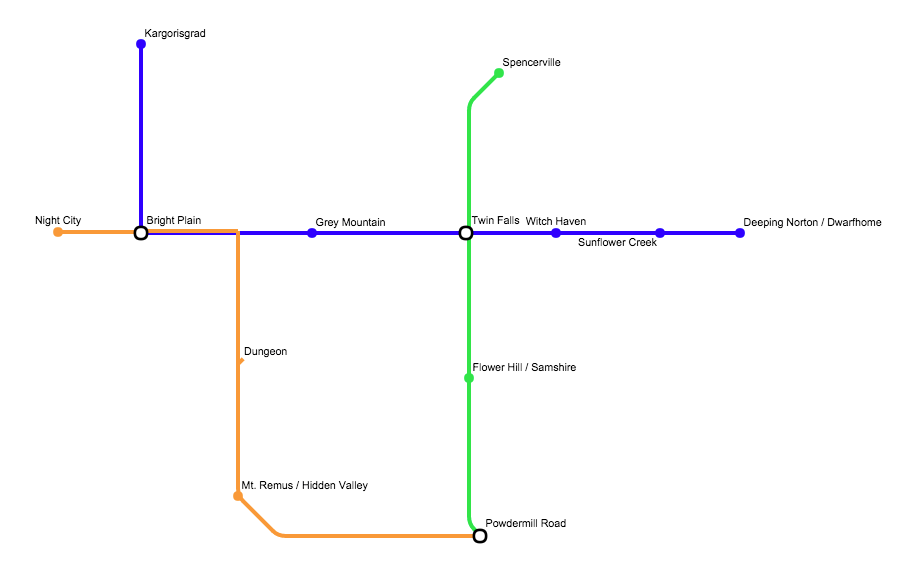 Kargorisgrad
Spencerville
Night City
Bright Plain
Grey Mountain
Twin Falls
Witch Haven
Deeping Norton / Dwarfhome
Sunflower Creek
Dungeon
Flower Hill / Samshire
Mt. Remus / Hidden Valley
Powdermill Road